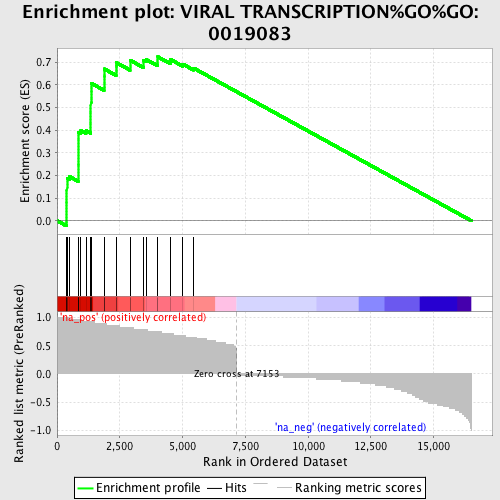 Enrichment plot: VIRAL TRANSCRIPTION%GO%GO:
0019083
Enrichment score (ES)
0.7
0.6
0.5
0.4
0.3
0.2
0.1
0.0
Ranked list metric (PreRanked)
1.0
0.5
0.0
-0.5
-1.0
'na_pos' (positively correlated)
Zero cross at 7153
'na_neg' (negatively correlated)
0
2,500
5,000
7,500
10,000
12,500
15,000
Rank in Ordered Dataset
Enrichment profile
Hits
Ranking metric scores